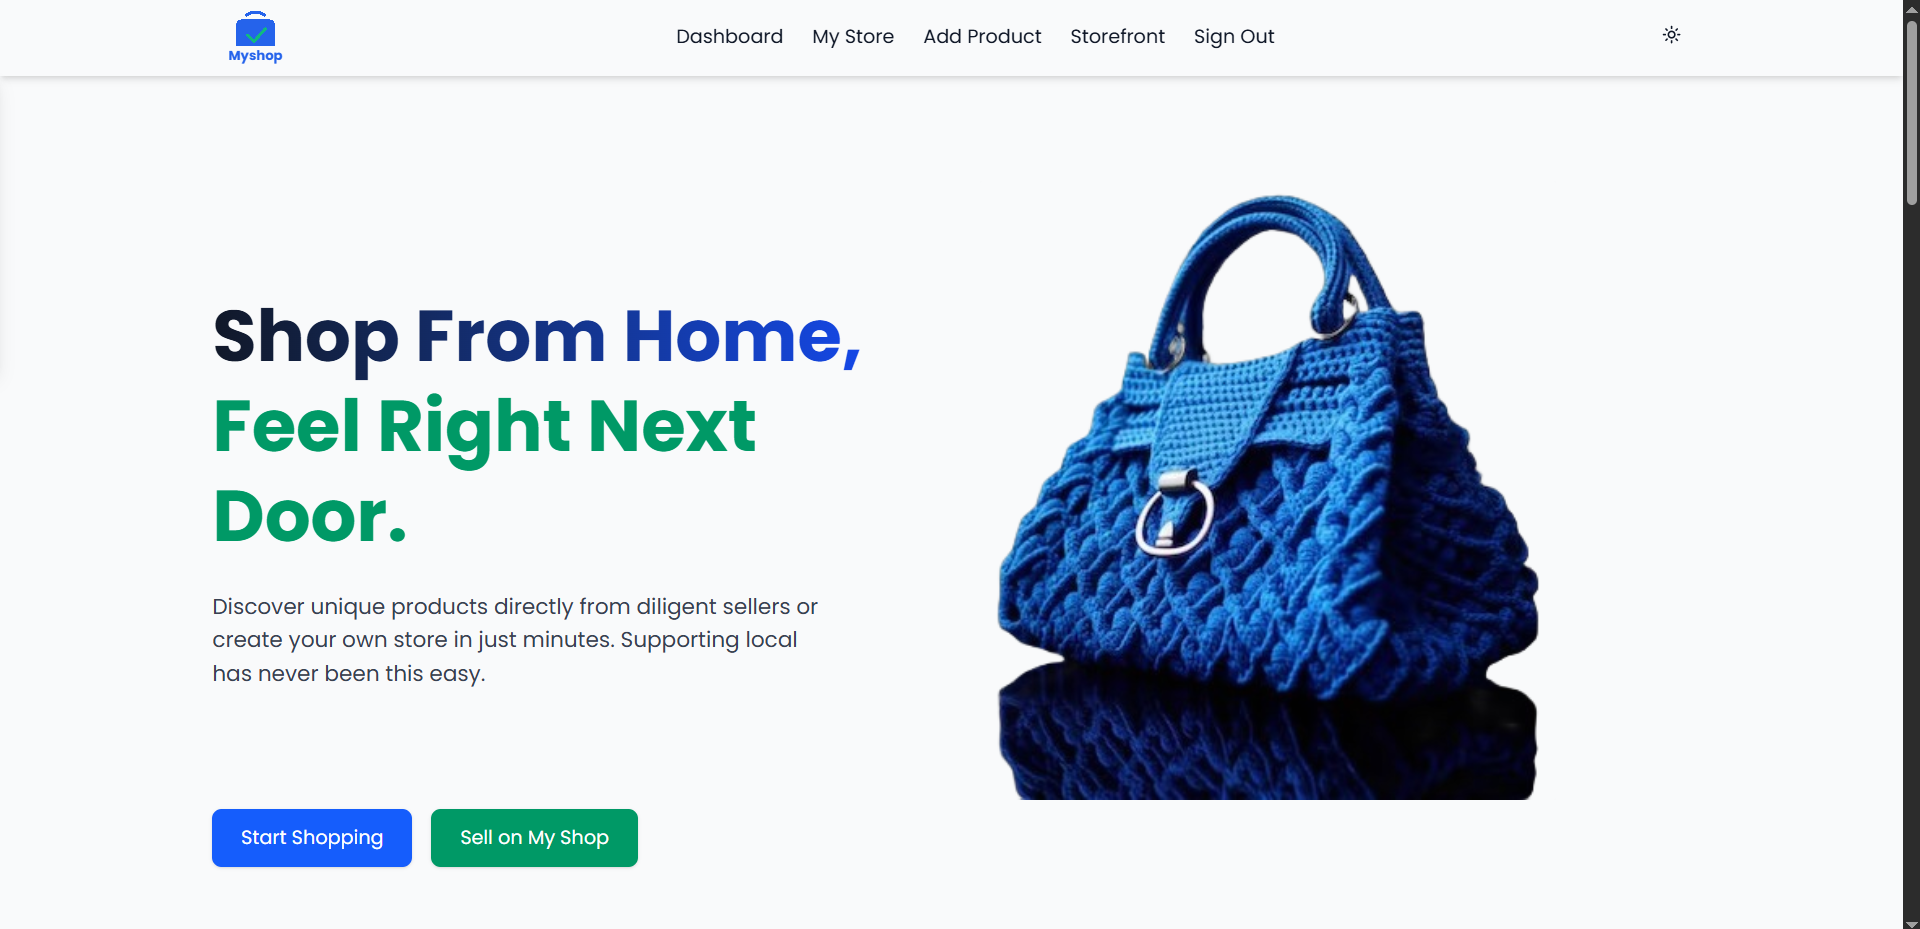 Myshop
Dashboard My Store Add Product Storefront Sign Out
Shop From Home,
Feel Right Next
Door.
Discover unique products directly from diligent sellers or
create your own store in just minutes. Supporting local
has never been this easy.
Start Shopping Sell on My Shop